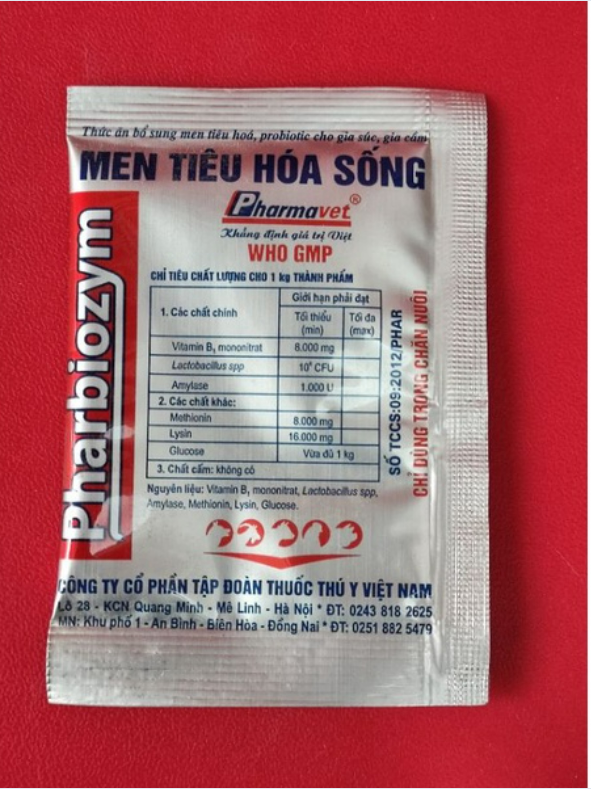 Thức ăn bổ sung men tiêu hoá, probiotic cho gia súc, gia cầm
MEN TIÊU HÓA SỐNG
Pharmavet®
Khẳng định giá trị Việt
WHO GMP
Pharbiozym
CHỈ TIÊU CHẤT LƯỢNG CHO 1 kg THÀNH PHẨM
Giới hạn phải đạt
1. Các chất chính
Tối thiểu (min)
Tối đa (max)
Vitamin B₁ mononitrat 8.000 mg
Lactobacillus spp CFU
Amylase 1.000 U
2. Các chất khác:
Methionin 8.000 mg
Lysin 16.000 mg
Glucose Vừa đủ 1 kg
3. Chất cấm: không có
Nguyên liệu: Vitamin B₁ mononitrat, Lactobacillus spp,
Amylase, Methionin, Lysin, Glucose.
SỐ TCCS:09:2012/PHAR
CHỈ DÙNG TRONG CHĂN NUÔI
CÔNG TY CỔ PHẦN TẬP ĐOÀN THUỐC THÚ Y VIỆT NAM
Lô 28 - KCN Quang Minh - Mê Linh - Hà Nội * ĐT: 0243 818 2625
MN: Khu phố 1 - An Bình - Biên Hòa - Đồng Nai * ĐT: 0251 882 5479